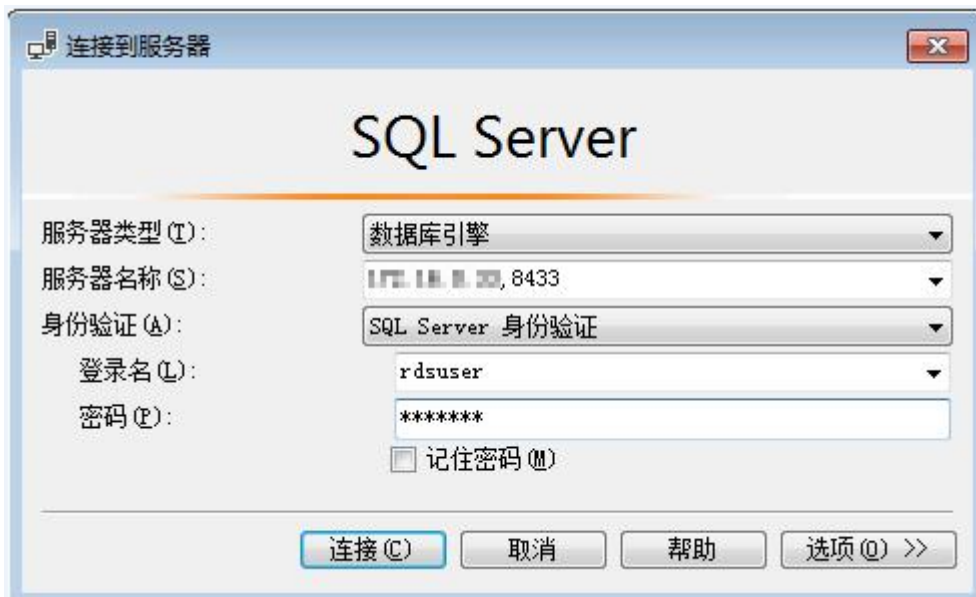 连接到服务器
SQL Server
服务器类型(T):
数据库引擎
服务器名称(S):
, 8433
身份验证(A):
SQL Server 身份验证
登录名(L):
rdsuser
密码(P):
*******
记住密码(M)
连接(C)
取消
帮助
选项(O) >>